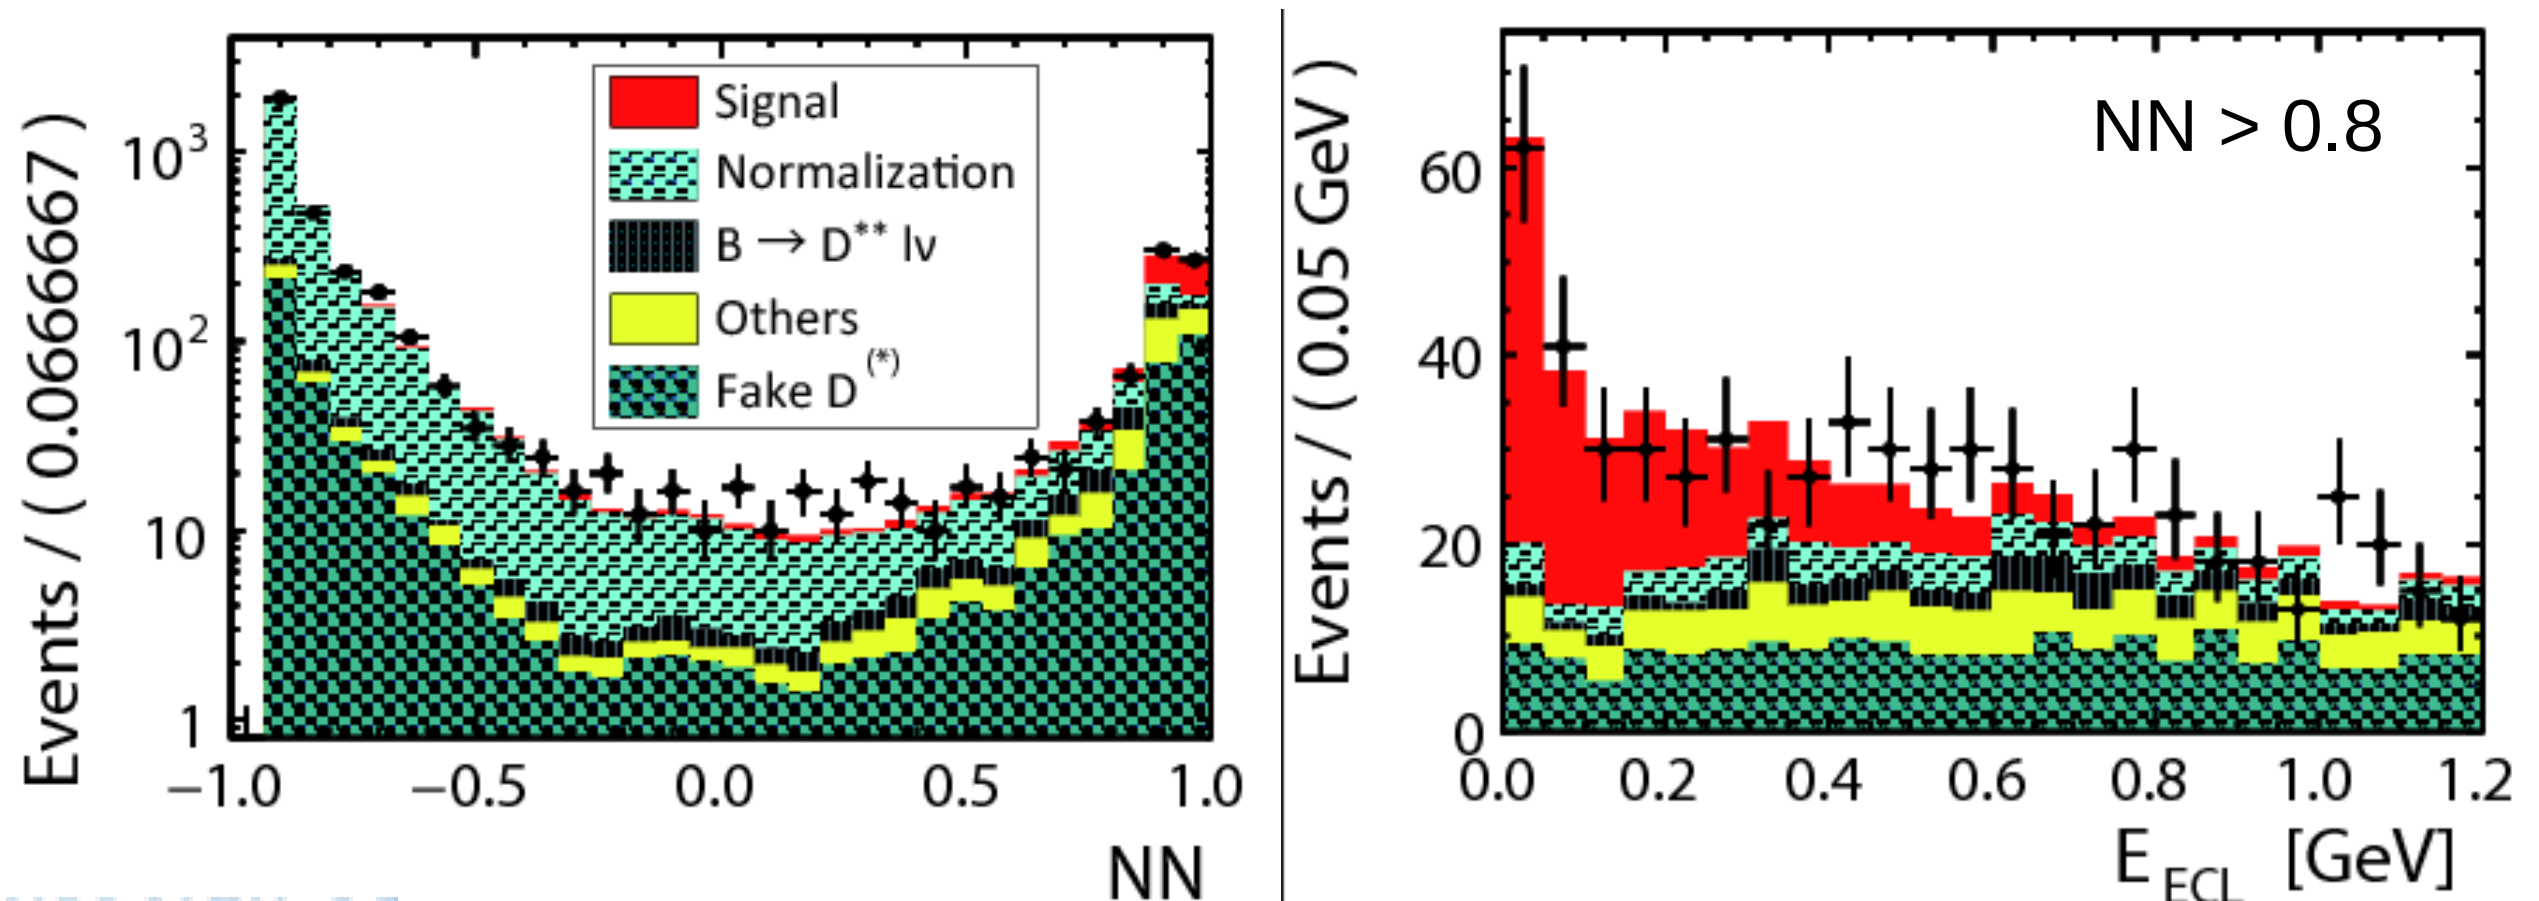 Events / ( 0.0666667 )
10³
10²
10
1
−1.0 −0.5 0.0 0.5 1.0
NN
Signal
Normalization
B → D** lν
Others
Fake D (*)
Events / ( 0.05 GeV )
60
40
20
0
0.0 0.2 0.4 0.6 0.8 1.0 1.2
E ECL [GeV]
NN > 0.8